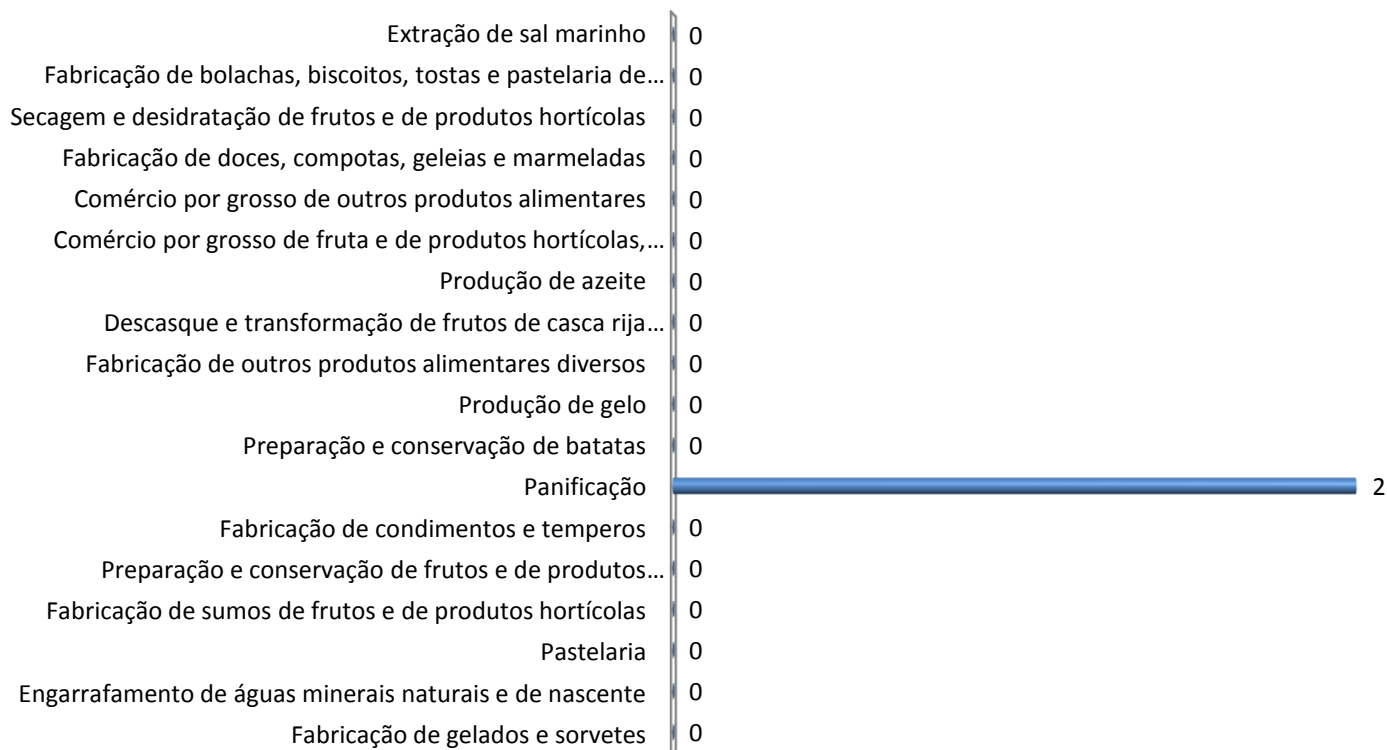 Extração de sal marinho 0
Fabricação de bolachas, biscoitos, tostas e pastelaria de… 0
Secagem e desidratação de frutos e de produtos hortícolas 0
Fabricação de doces, compotas, geleias e marmeladas 0
Comércio por grosso de outros produtos alimentares 0
Comércio por grosso de fruta e de produtos hortícolas,… 0
Produção de azeite 0
Descasque e transformação de frutos de casca rija… 0
Fabricação de outros produtos alimentares diversos 0
Produção de gelo 0
Preparação e conservação de batatas 0
Panificação 2
Fabricação de condimentos e temperos 0
Preparação e conservação de frutos e de produtos… 0
Fabricação de sumos de frutos e de produtos hortícolas 0
Pastelaria 0
Engarrafamento de águas minerais naturais e de nascente 0
Fabricação de gelados e sorvetes 0